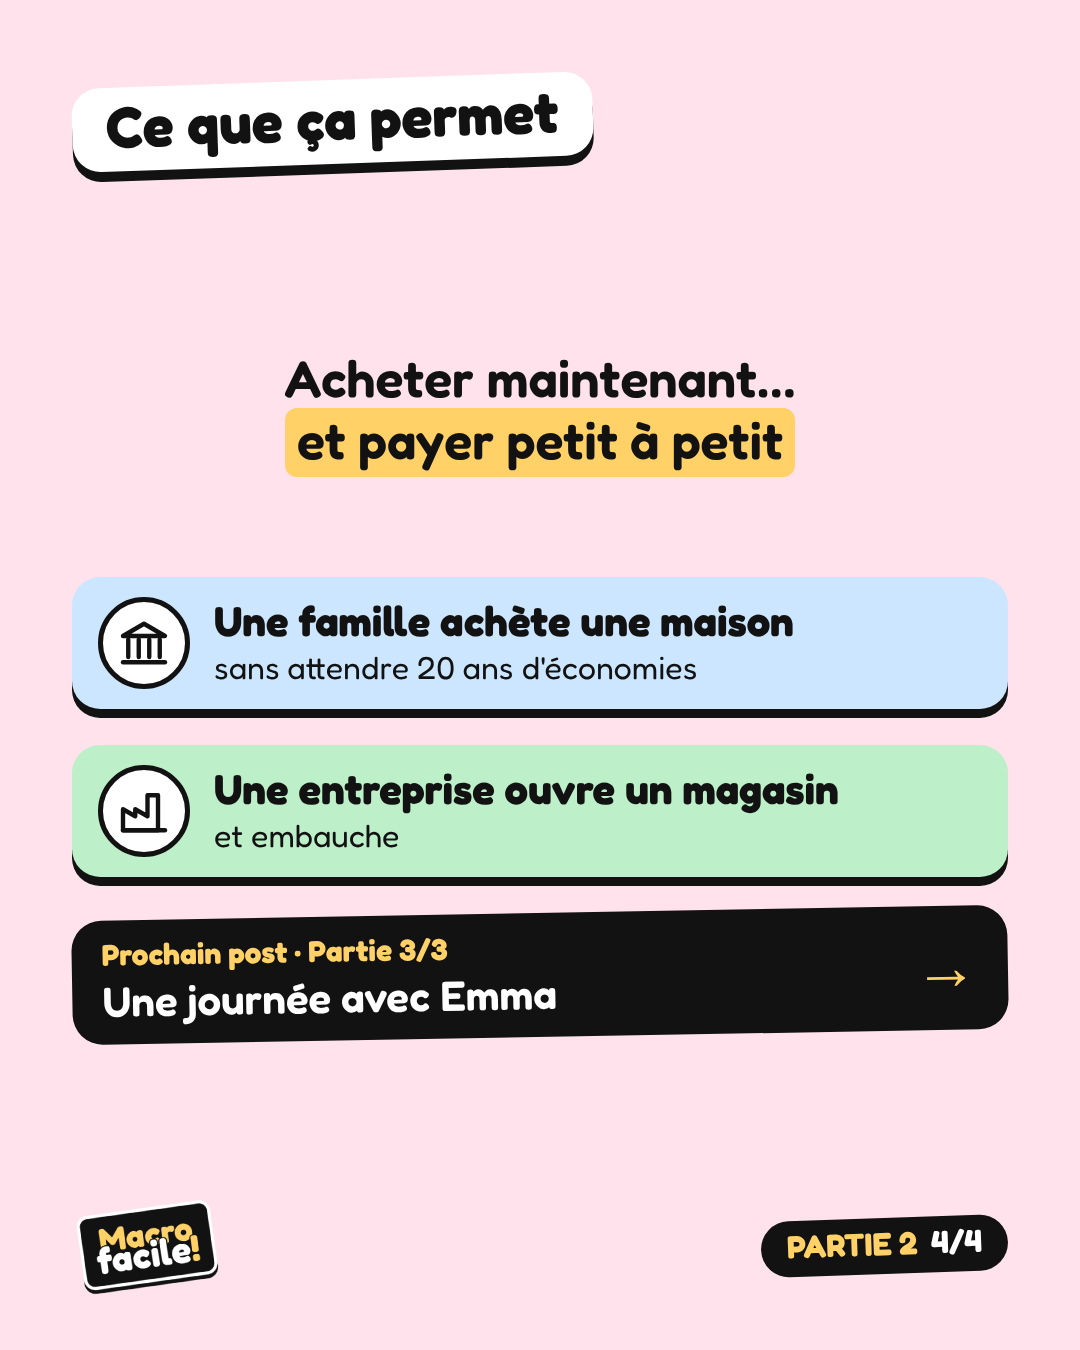 Ce que ça permet
Acheter maintenant...
et payer petit à petit
Une famille achète une maison
sans attendre 20 ans d'économies
Une entreprise ouvre un magasin
et embauche
Prochain post · Partie 3/3
Une journée avec Emma
→
Macro
facile!
PARTIE 2 4/4